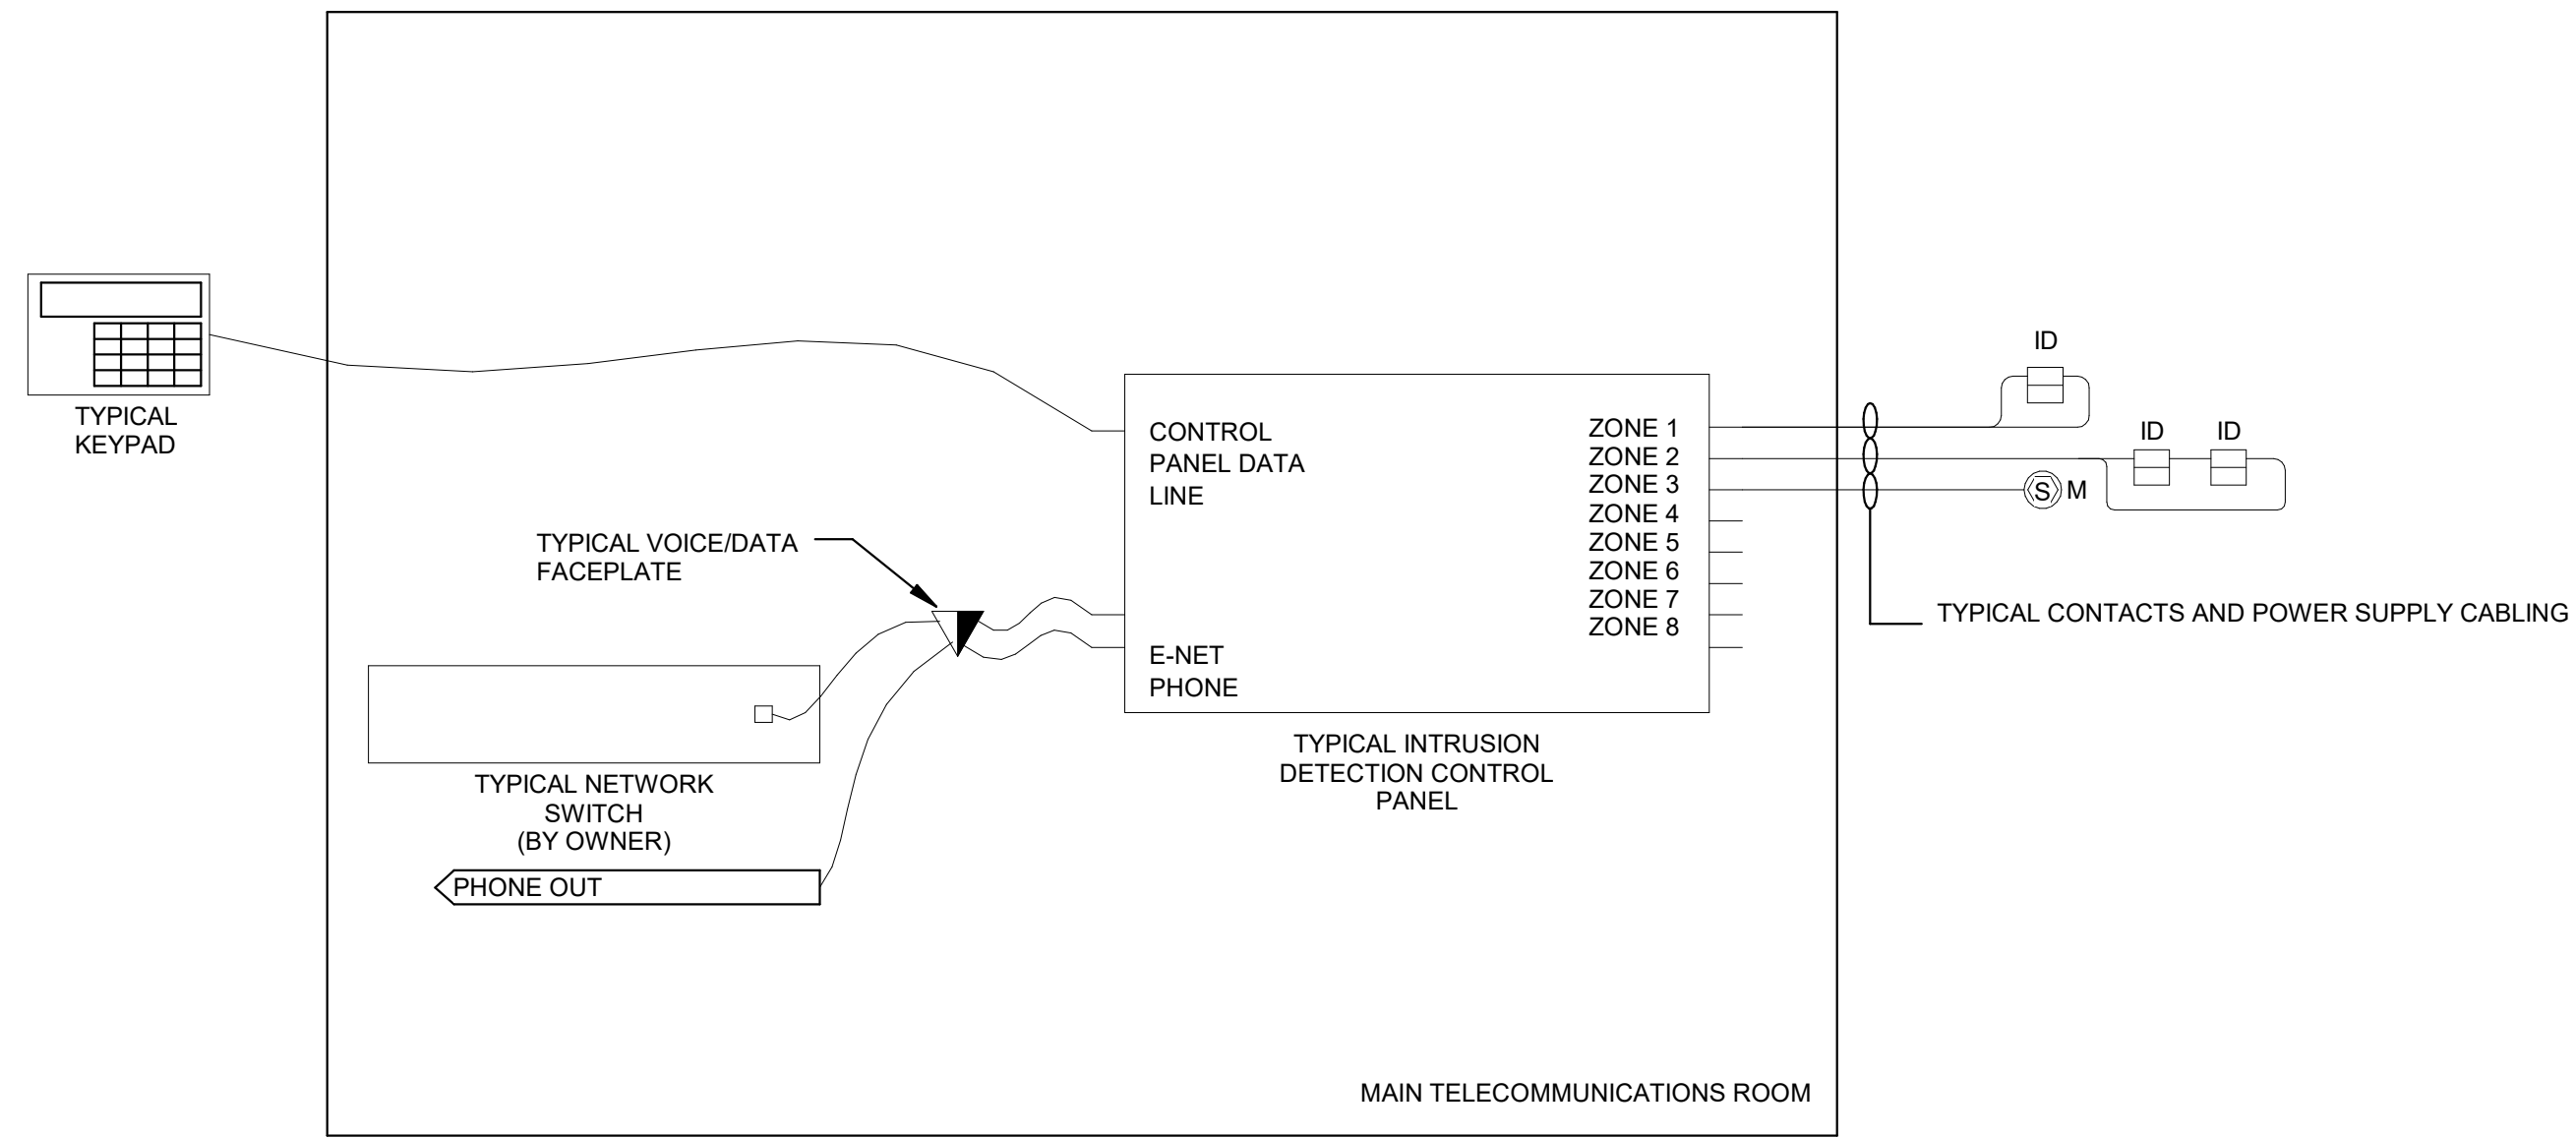 TYPICAL
KEYPAD
CONTROL
PANEL DATA
LINE
E-NET
PHONE
ZONE 1
ZONE 2
ZONE 3
ZONE 4
ZONE 5
ZONE 6
ZONE 7
ZONE 8
TYPICAL INTRUSION
DETECTION CONTROL
PANEL
TYPICAL VOICE/DATA
FACEPLATE
TYPICAL NETWORK
SWITCH
(BY OWNER)
PHONE OUT
ID
ID ID
S M
TYPICAL CONTACTS AND POWER SUPPLY CABLING
MAIN TELECOMMUNICATIONS ROOM